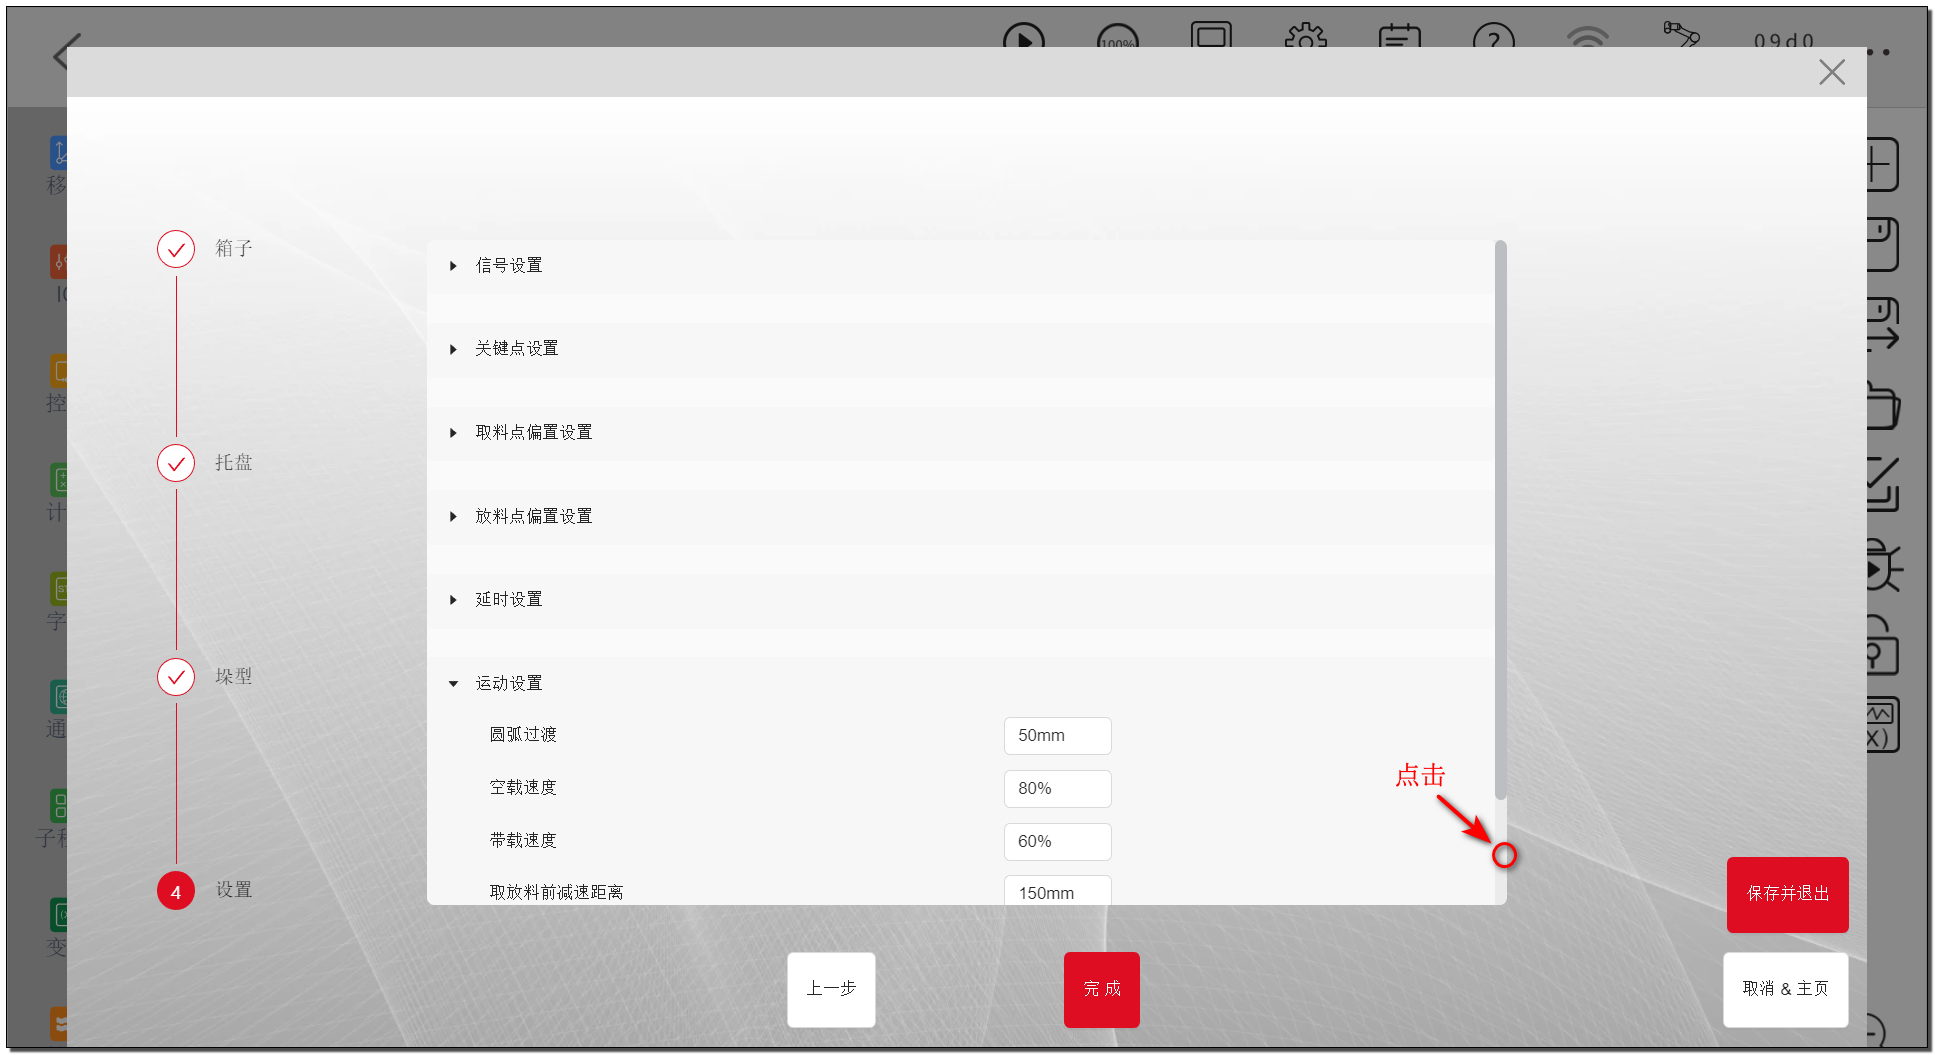 100%
?
09d0
移
箱子
信号设置
IO
关键点设置
控
取料点偏置设置
托盘
计
放料点偏置设置
延时设置
字
垛型
运动设置
通
圆弧过渡
50mm
X)
点击
空载速度
80%
子程
带载速度
60%
4
设置
取放料前减速距离
150mm
保存并退出
变
上一步
完 成
取消 & 主页